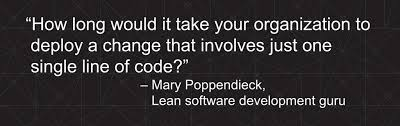 “How long would it take your organization to
deploy a change that involves just one
single line of code?”
– Mary Poppendieck,
Lean software development guru